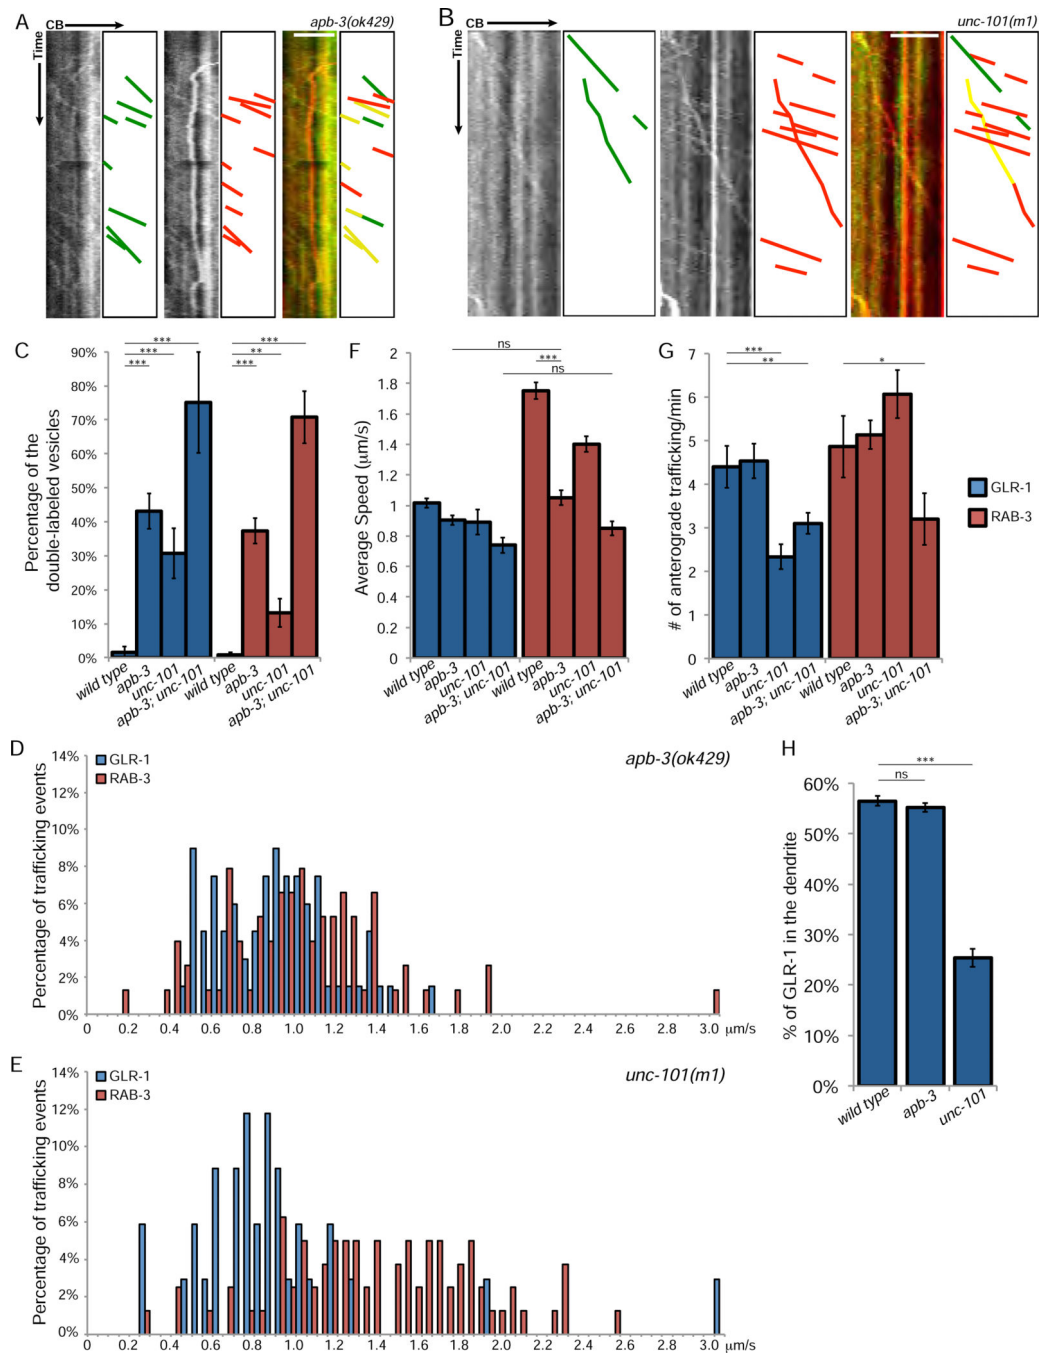 A
CB
apb-3(ok429)
Time
B
CB
unc-101(m1)
Time
C
Percentage of the
double-labeled vesicles
90%
80%
70%
60%
50%
40%
30%
20%
10%
0%
***
***
***
***
**
***
wild type
apb-3
unc-101
apb-3; unc-101
wild type
apb-3
unc-101
apb-3; unc-101
F
Average Speed (µm/s)
2
1.8
1.6
1.4
1.2
1
0.8
0.6
0.4
0.2
0
ns
***
ns
wild type
apb-3
unc-101
apb-3; unc-101
wild type
apb-3
unc-101
apb-3; unc-101
G
# of anterograde trafficking/min
7
6
5
4
3
2
1
0
***
**
*
wild type
apb-3
unc-101
apb-3; unc-101
wild type
apb-3
unc-101
apb-3; unc-101
GLR-1
RAB-3
D
Percentage of trafficking events
14%
12%
10%
8%
6%
4%
2%
0%
GLR-1
RAB-3
apb-3(ok429)
0 0.2 0.4 0.6 0.8 1.0 1.2 1.4 1.6 1.8 2.0 2.2 2.4 2.6 2.8 3.0 µm/s
E
Percentage of trafficking events
14%
12%
10%
8%
6%
4%
2%
0%
GLR-1
RAB-3
unc-101(m1)
0 0.2 0.4 0.6 0.8 1.0 1.2 1.4 1.6 1.8 2.0 2.2 2.4 2.6 2.8 3.0
µm/s
H
% of GLR-1 in the dendrite
60%
50%
40%
30%
20%
10%
0%
***
ns
wild type
apb-3
unc-101